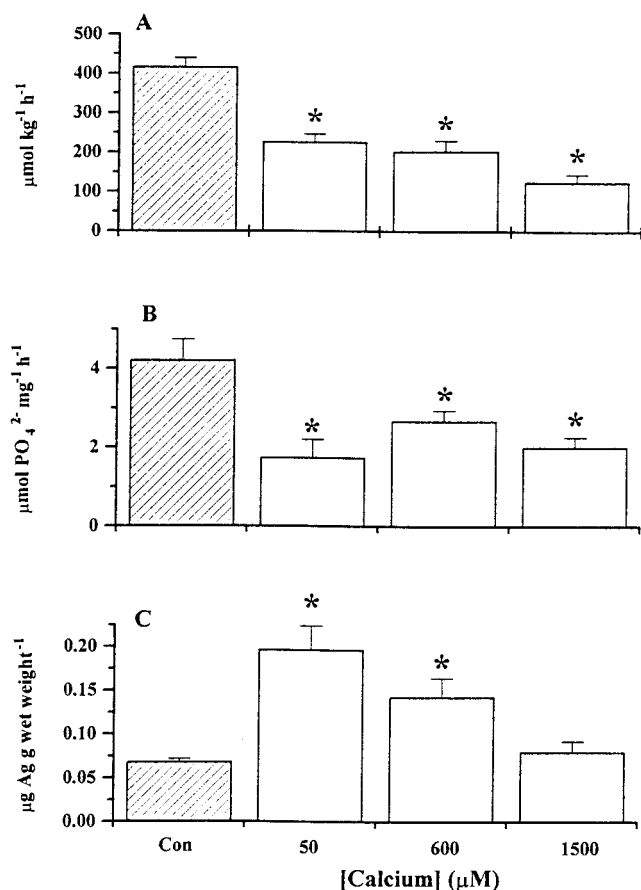 A
500
400
300
200
100
0
µmol kg⁻¹ h⁻¹
*
*
*
B
4
2
0
µmol PO₄²⁻ mg⁻¹ h⁻¹
*
*
*
C
0.20
0.15
0.10
0.05
0.00
µg Ag g wet weight⁻¹
*
*
Con 50 600 1500
[Calcium] (µM)